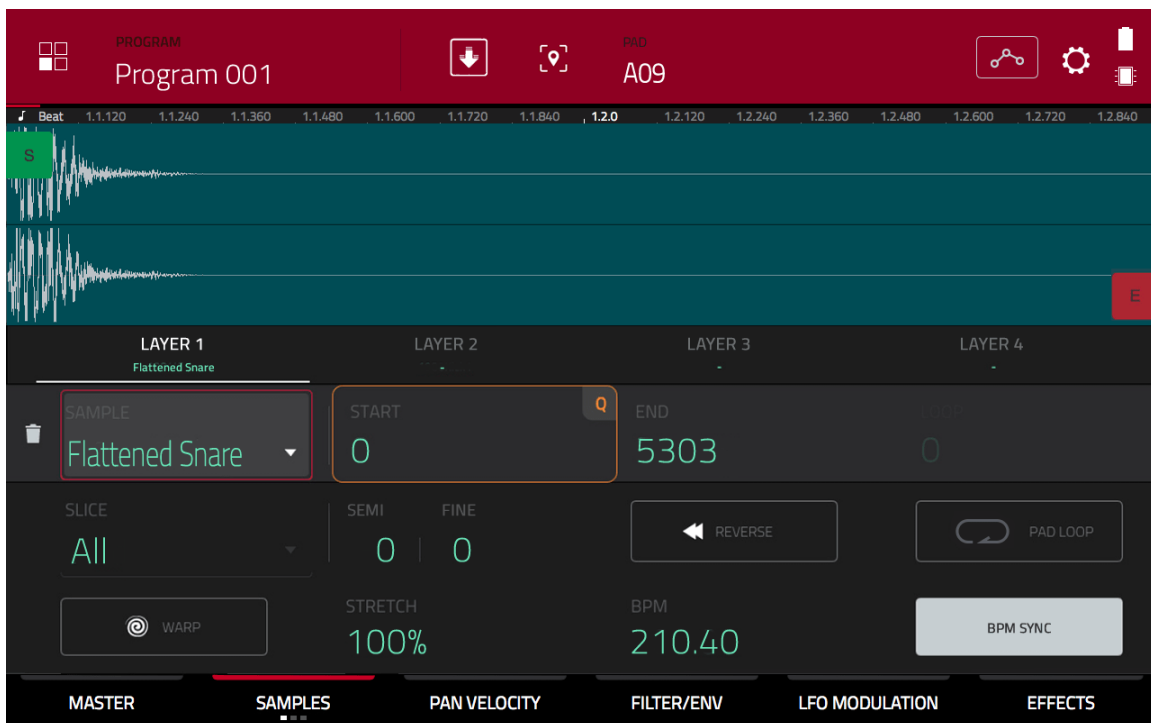 PROGRAM
Program 001
PAD
A09
Beat 1.1.120 1.1.240 1.1.360 1.1.480 1.1.600 1.1.720 1.1.840 1.2.0 1.2.120 1.2.240 1.2.360 1.2.480 1.2.600 1.2.720 1.2.840
S
E
LAYER 1 LAYER 2 LAYER 3 LAYER 4
Flattened Snare - - -
SAMPLE START Q END LOOP
Flattened Snare 0 5303 0
SLICE SEMI FINE
All 0 0 REVERSE PAD LOOP
STRETCH BPM
WARP 100% 210.40 BPM SYNC
MASTER SAMPLES PAN VELOCITY FILTER/ENV LFO MODULATION EFFECTS